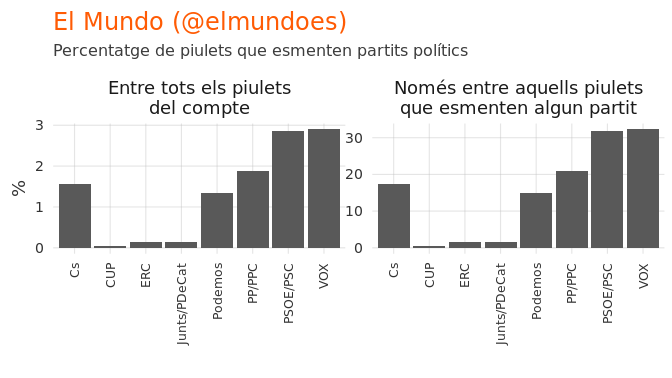 El Mundo (@elmundoes)
Percentatge de piulets que esmenten partits polítics
Entre tots els piulets
del compte
%
3
2
1
0
Cs
CUP
ERC
Junts/PDeCat
Podemos
PP/PPC
PSOE/PSC
VOX
Només entre aquells piulets
que esmenten algun partit
30
20
10
0
Cs
CUP
ERC
Junts/PDeCat
Podemos
PP/PPC
PSOE/PSC
VOX